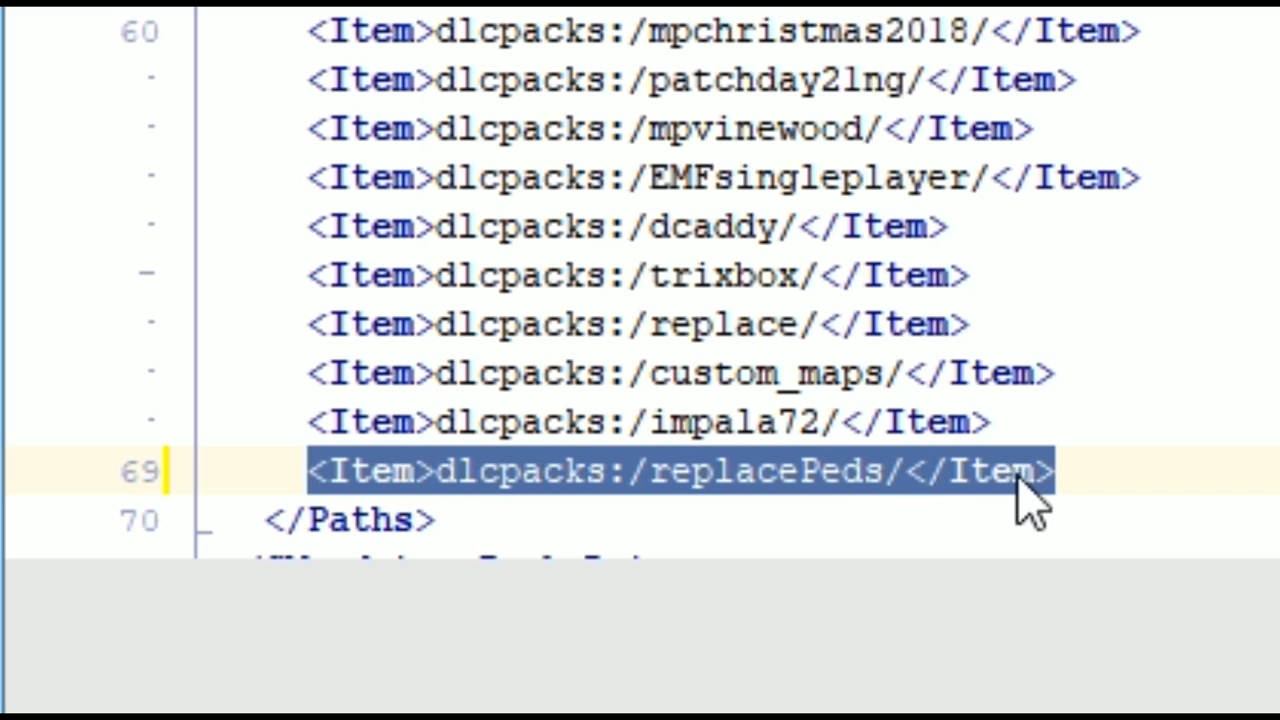 60 <Item>dlcpacks:/mpchristmas2018/</Item>
<Item>dlcpacks:/patchday21ng/</Item>
<Item>dlcpacks:/mpvinewood/</Item>
<Item>dlcpacks:/EMFsingleplayer/</Item>
<Item>dlcpacks:/dcaddy/</Item>
<Item>dlcpacks:/trixbox/</Item>
<Item>dlcpacks:/replace/</Item>
<Item>dlcpacks:/custom_maps/</Item>
<Item>dlcpacks:/impala72/</Item>
69 <Item>dlcpacks:/replacePeds/</Item>
70 </Paths>